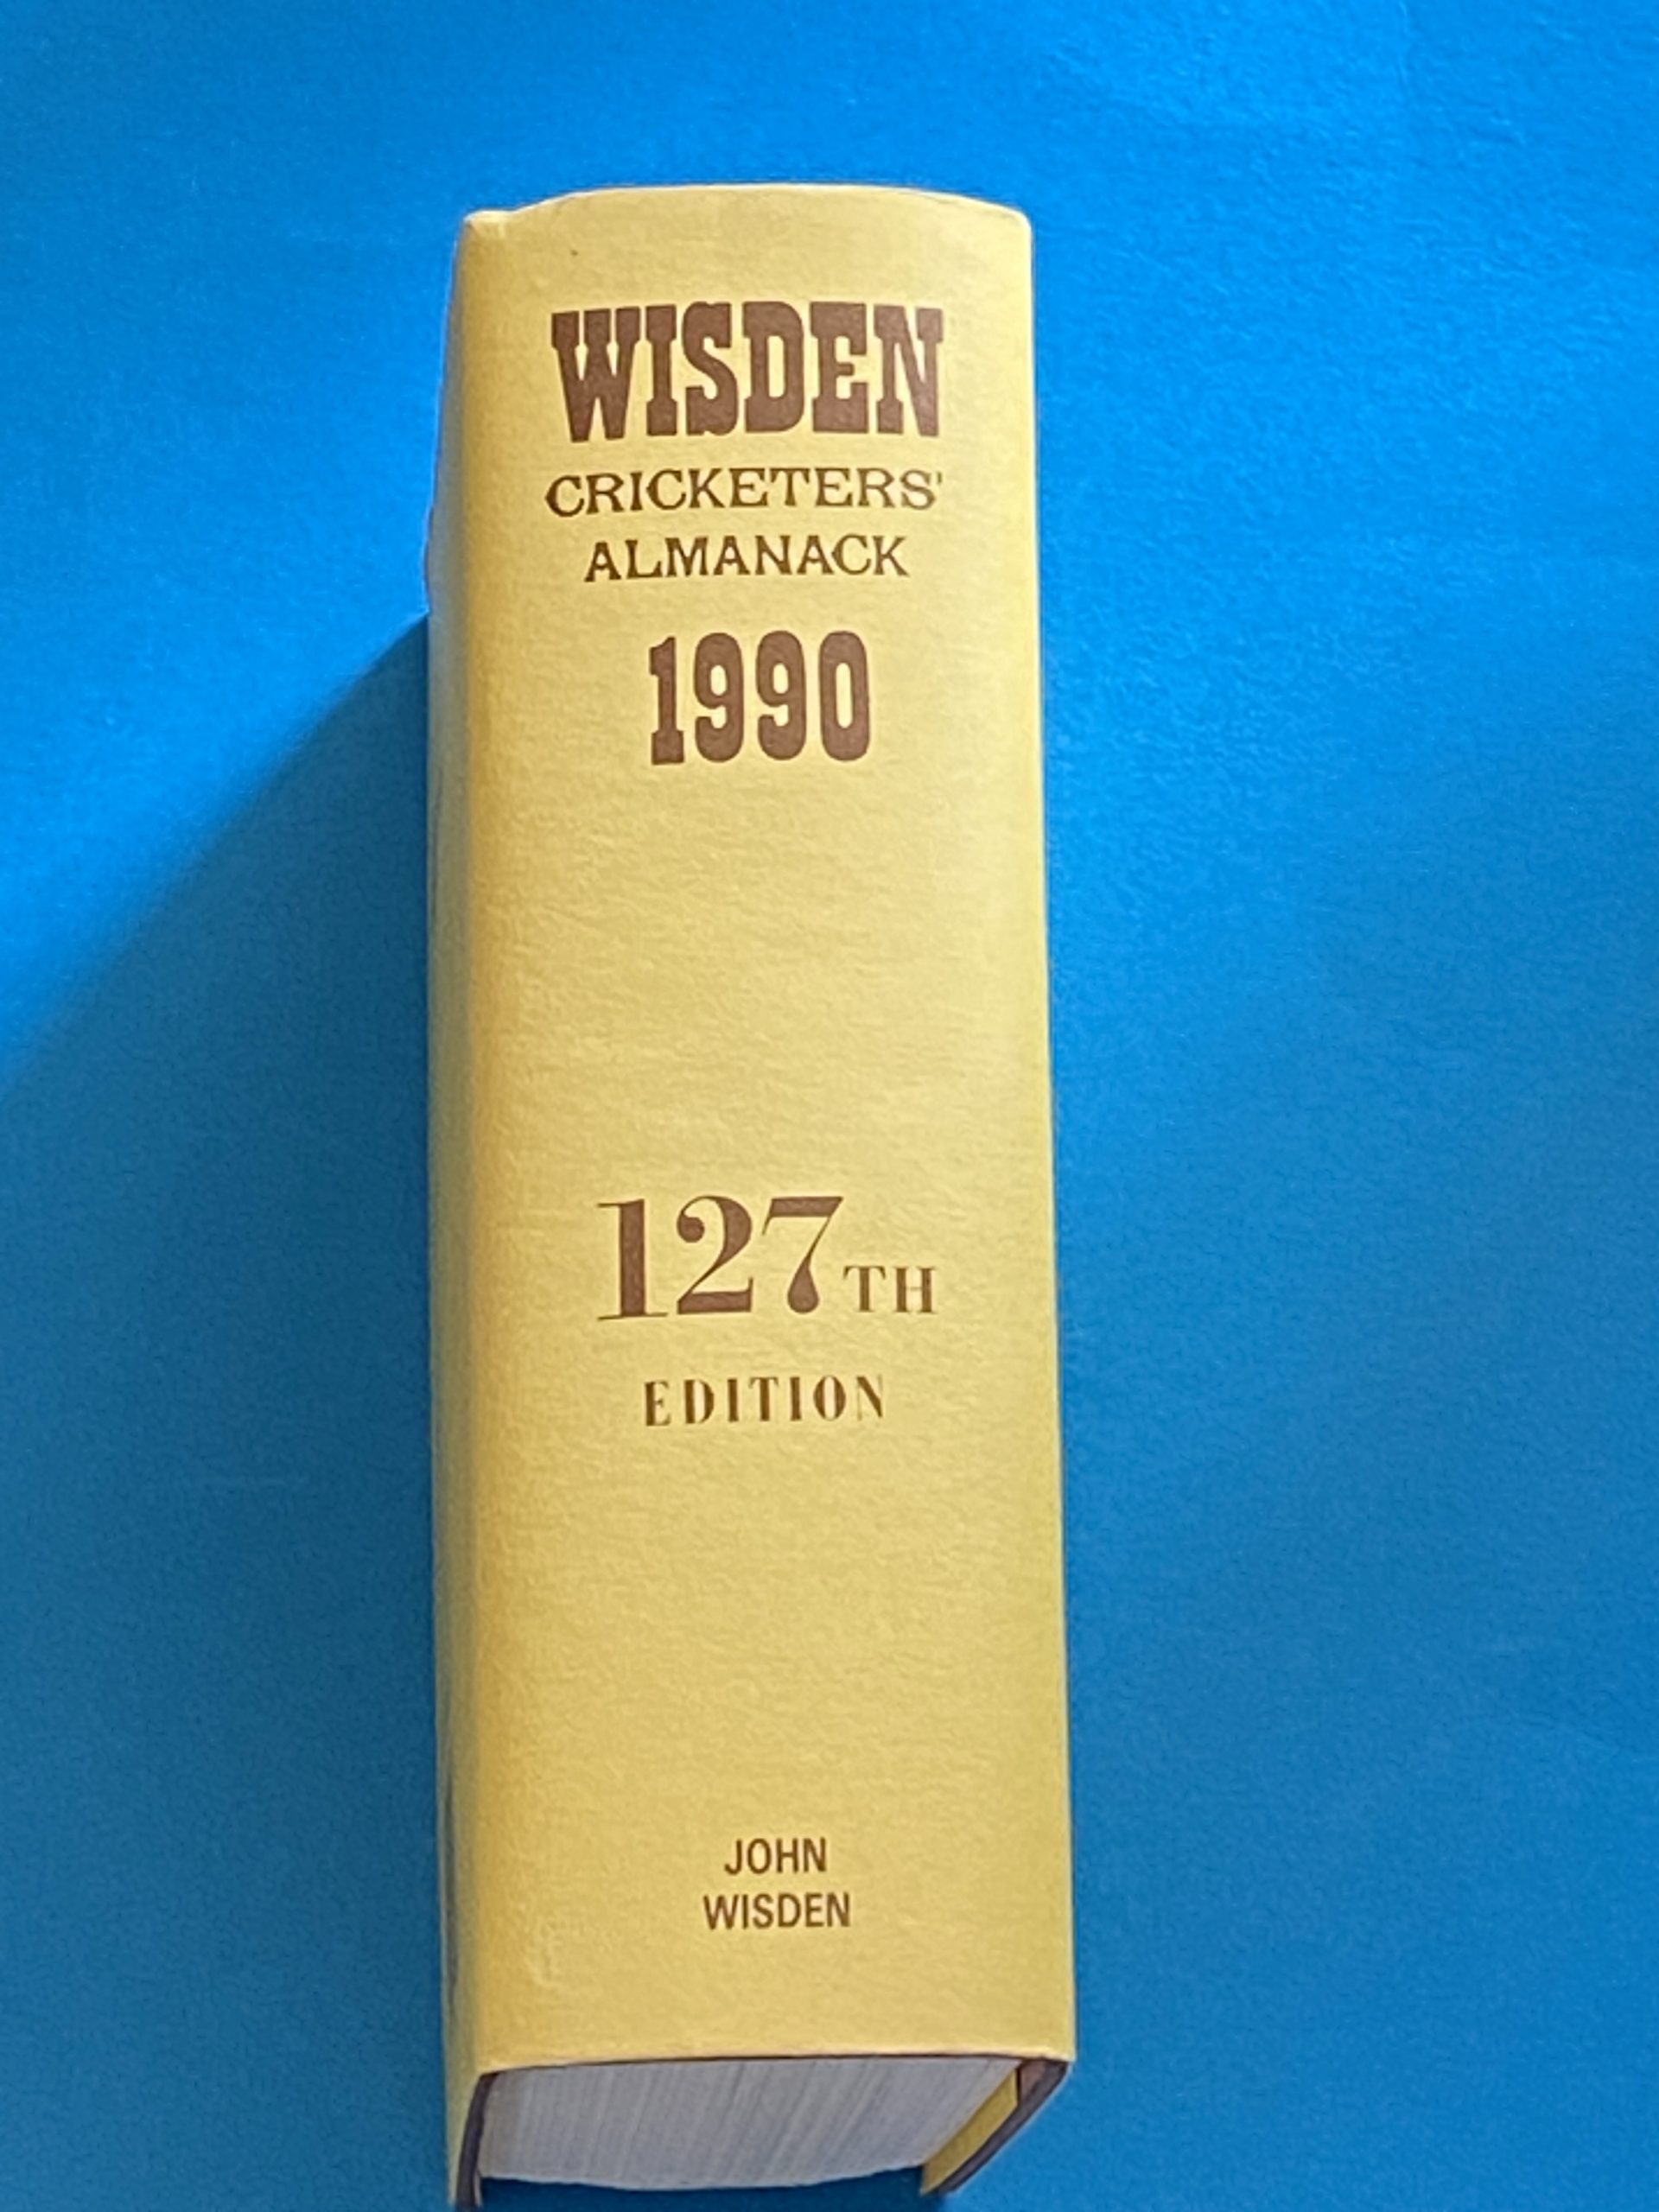 WISDEN
CRICKETERS'
ALMANACK
1990
127TH
EDITION
JOHN
WISDEN